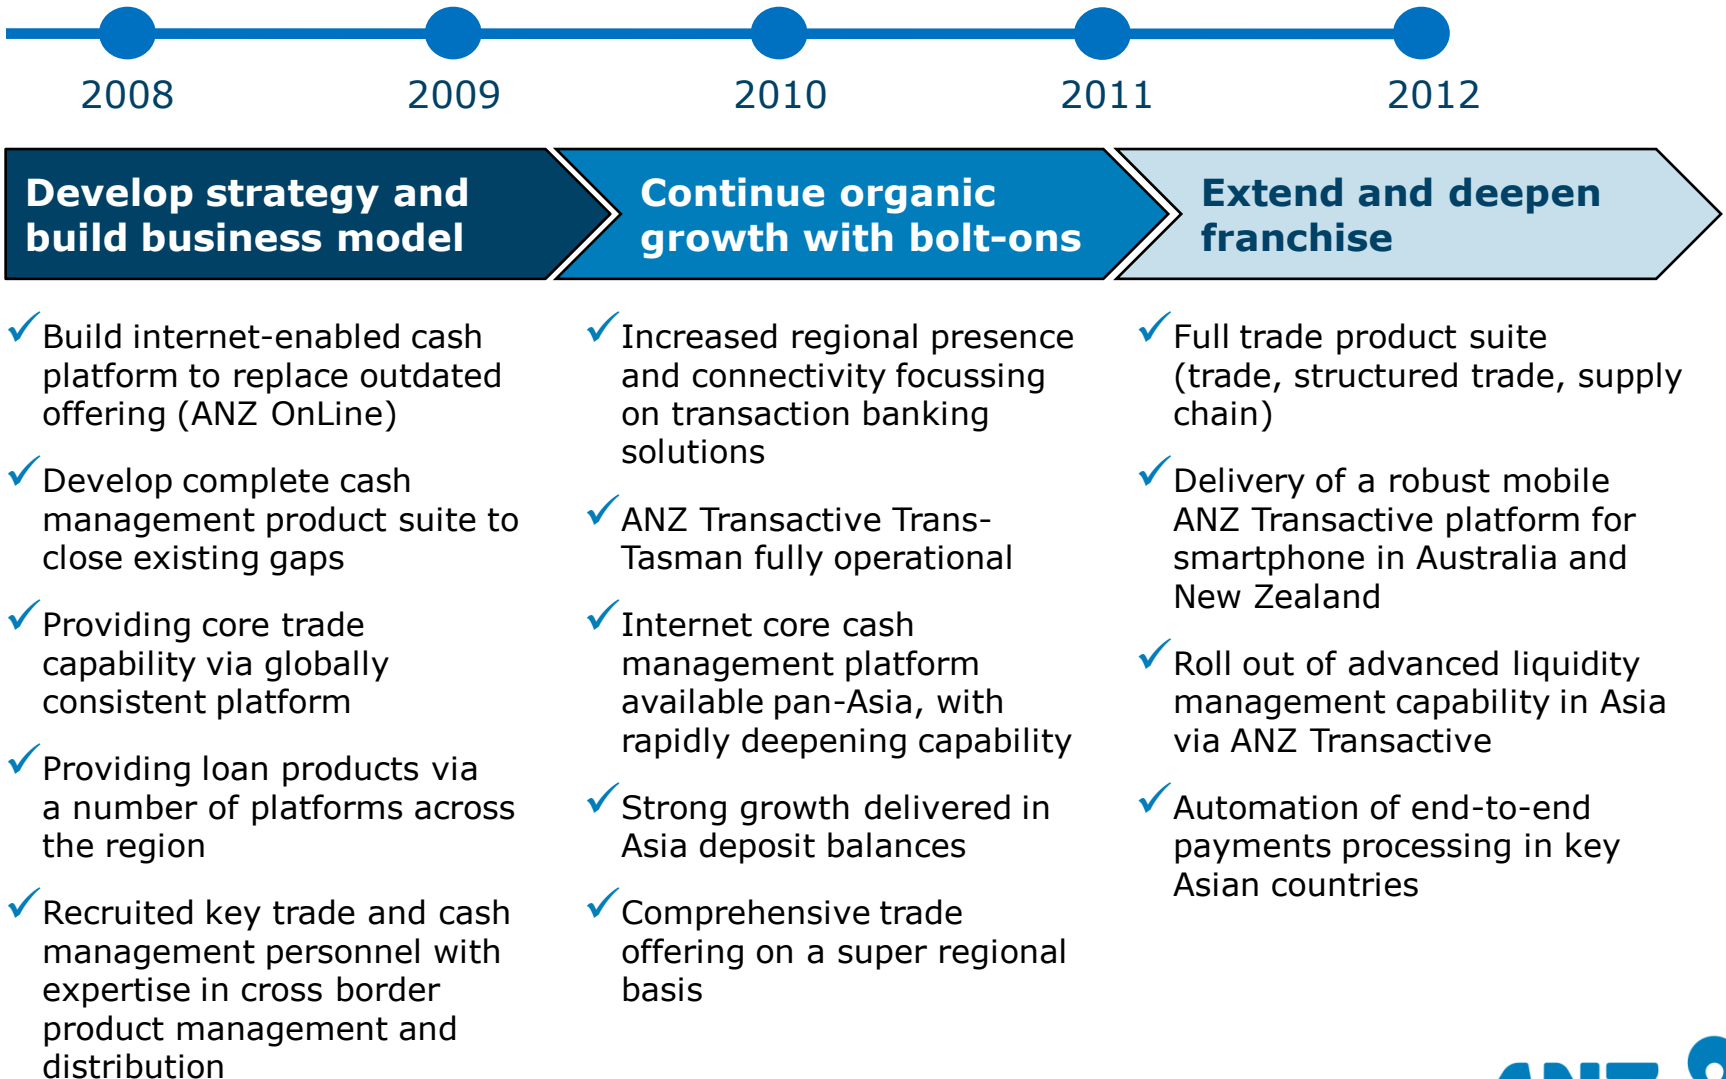 2008
2009
2010
2011
2012
Develop strategy and
build business model
Continue organic
growth with bolt-ons
Extend and deepen
franchise
Build internet-enabled cash
platform to replace outdated
offering (ANZ OnLine)
Develop complete cash
management product suite to
close existing gaps
Providing core trade
capability via globally
consistent platform
Providing loan products via
a number of platforms across
the region
Recruited key trade and cash
management personnel with
expertise in cross border
product management and
distribution
Increased regional presence
and connectivity focussing
on transaction banking
solutions
ANZ Transactive Trans-
Tasman fully operational
Internet core cash
management platform
available pan-Asia, with
rapidly deepening capability
Strong growth delivered in
Asia deposit balances
Comprehensive trade
offering on a super regional
basis
Full trade product suite
(trade, structured trade, supply
chain)
Delivery of a robust mobile
ANZ Transactive platform for
smartphone in Australia and
New Zealand
Roll out of advanced liquidity
management capability in Asia
via ANZ Transactive
Automation of end-to-end
payments processing in key
Asian countries
ANZ